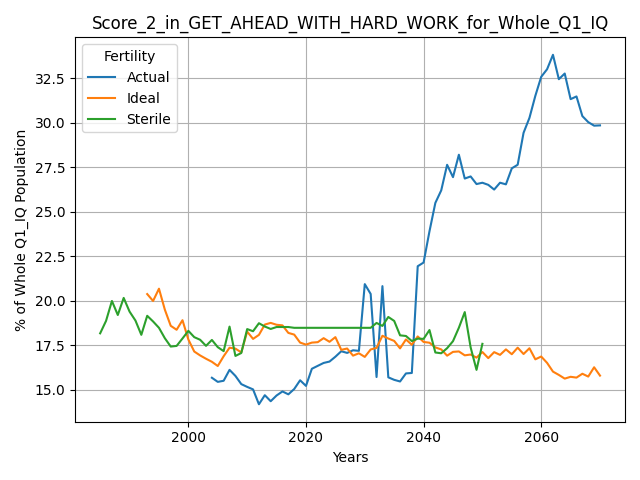 Score_2_in_GET_AHEAD_WITH_HARD_WORK_for_Whole_Q1_IQ
Fertility
Actual
Ideal
Sterile
% of Whole Q1_IQ Population
32.5
30.0
27.5
25.0
22.5
20.0
17.5
15.0
2000 2020 2040 2060
Years